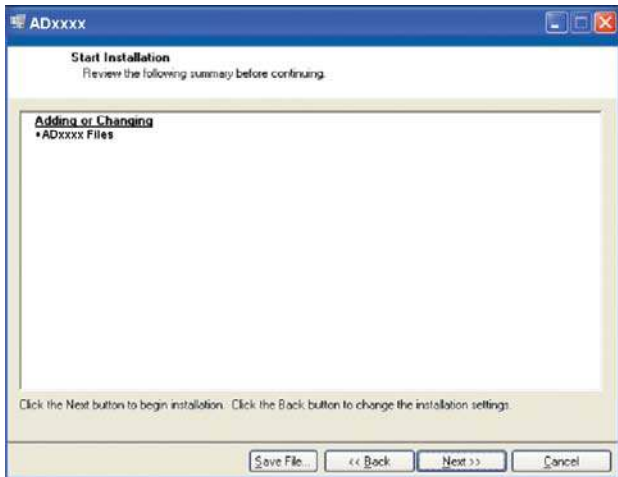 ADxxxx
Start Installation
Review the following summary before continuing.
Adding or Changing
•ADxxxx Files
Click the Next button to begin installation. Click the Back button to change the installation settings.
Save File... << Back Next >> Cancel